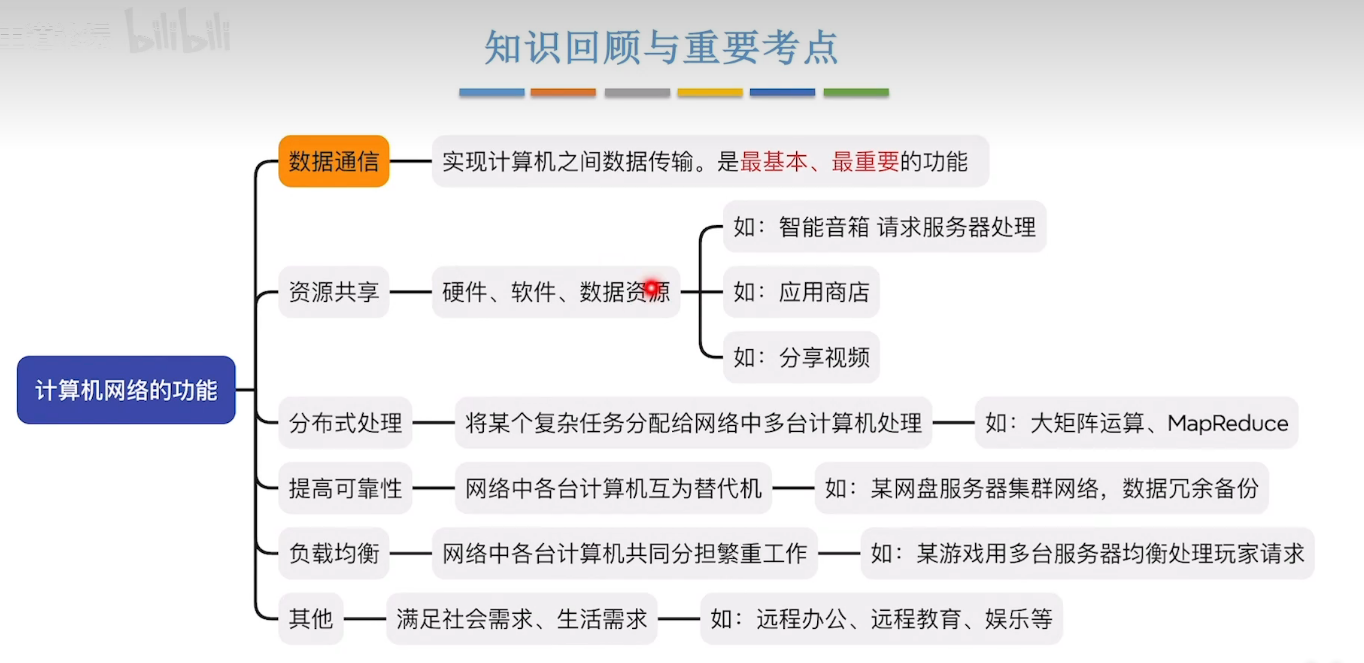 bilibili
知识回顾与重要考点
数据通信
实现计算机之间数据传输。是最基本、最重要的功能
如：智能音箱 请求服务器处理
资源共享
硬件、软件、数据资源
如：应用商店
如：分享视频
计算机网络的功能
分布式处理
将某个复杂任务分配给网络中多台计算机处理
如：大矩阵运算、MapReduce
提高可靠性
网络中各台计算机互为替代机
如：某网盘服务器集群网络，数据冗余备份
负载均衡
网络中各台计算机共同分担繁重工作
如：某游戏用多台服务器均衡处理玩家请求
其他
满足社会需求、生活需求
如：远程办公、远程教育、娱乐等